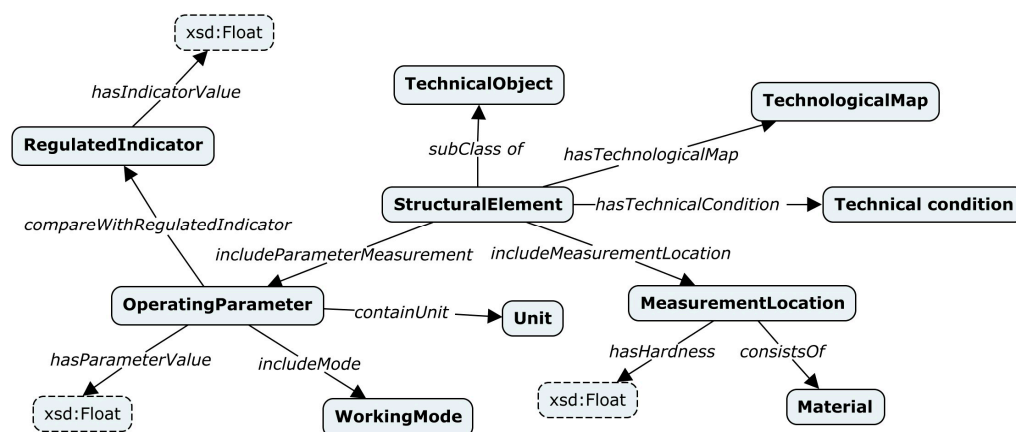 xsd:Float
hasIndicatorValue
TechnicalObject
TechnologicalMap
RegulatedIndicator
subClass of
hasTechnologicalMap
StructuralElement
hasTechnicalCondition
Technical condition
compareWithRegulatedIndicator
includeParameterMeasurement
includeMeasurementLocation
OperatingParameter
containUnit
Unit
MeasurementLocation
hasParameterValue
includeMode
hasHardness
consistsOf
xsd:Float
WorkingMode
xsd:Float
Material